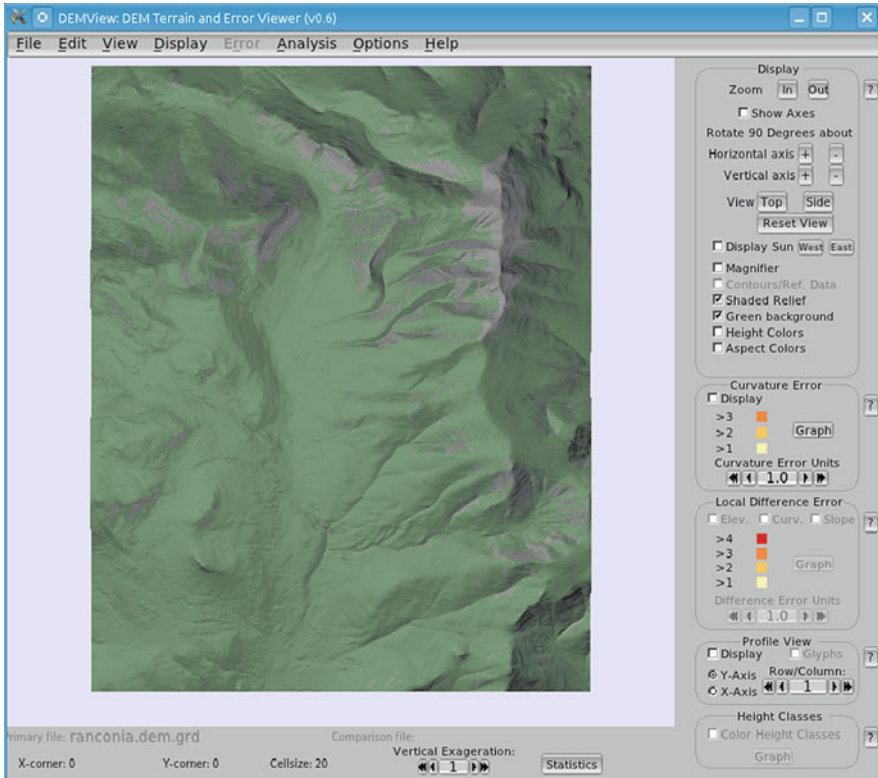 DEMView: DEM Terrain and Error Viewer (v0.6)
File Edit View Display Error Analysis Options Help
Display
Zoom In Out ?
Show Axes
Rotate 90 Degrees about
Horizontal axis + -
Vertical axis + -
View Top Side
Reset View
Display Sun West East
Magnifier
Contours/Ref. Data
Shaded Relief
Green background
Height Colors
Aspect Colors
Curvature Error
Display ?
>3
>2 Graph
>1
Curvature Error Units
1.0
Local Difference Error
Elev. Curv. Slope ?
>4
>3
>2 Graph
>1
Difference Error Units
1.0
Profile View
Display Glyphs ?
Y-Axis Row/Column:
X-Axis 1
Height Classes
Color Height Classes ?
Graph
Primary file: ranconia.dem.grd Comparison file:
X-corner: 0 Y-corner: 0 Cellsize: 20
Vertical Exageration:
1 Statistics